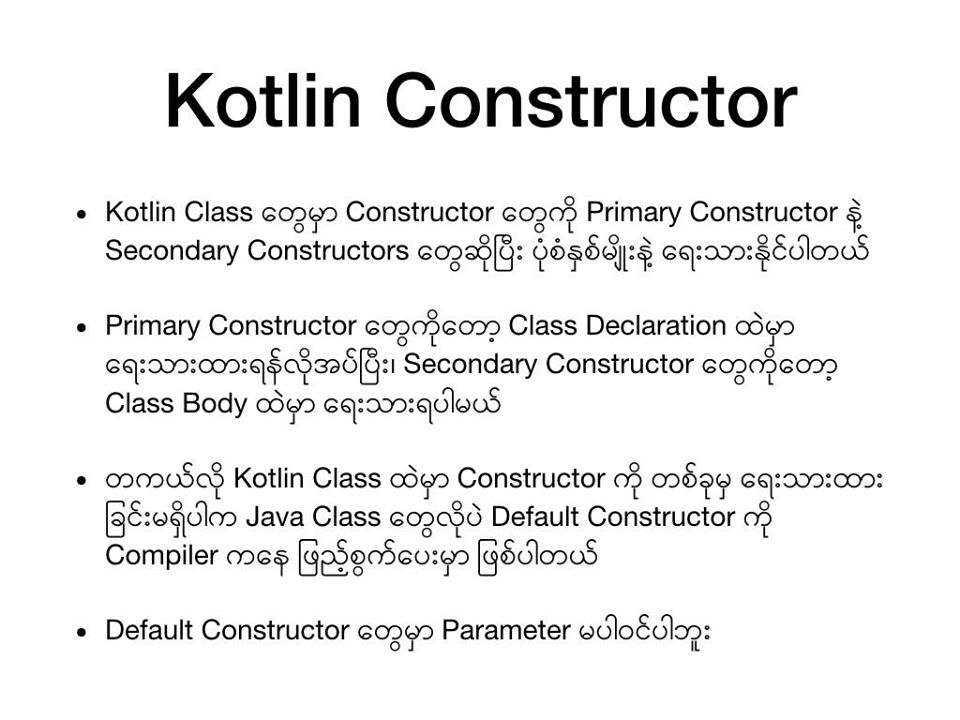 Kotlin Constructor
• Kotlin Class တွေမှာ Constructor တွေကို Primary Constructor နဲ့
Secondary Constructors တွေဆိုပြီး ပုံစံနှစ်မျိုးနဲ့ ရေးသားနိုင်ပါတယ်
• Primary Constructor တွေကိုတော့ Class Declaration ထဲမှာ
ရေးသားထားရန်လိုအပ်ပြီး၊ Secondary Constructor တွေကိုတော့
Class Body ထဲမှာ ရေးသားရပါမယ်
• တကယ်လို Kotlin Class ထဲမှာ Constructor ကို တစ်ခုမှ ရေးသားထား
ခြင်းမရှိပါက Java Class တွေလိုပဲ Default Constructor ကို
Compiler ကနေ ဖြည့်စွက်ပေးမှာ ဖြစ်ပါတယ်
• Default Constructor တွေမှာ Parameter မပါဝင်ပါဘူး